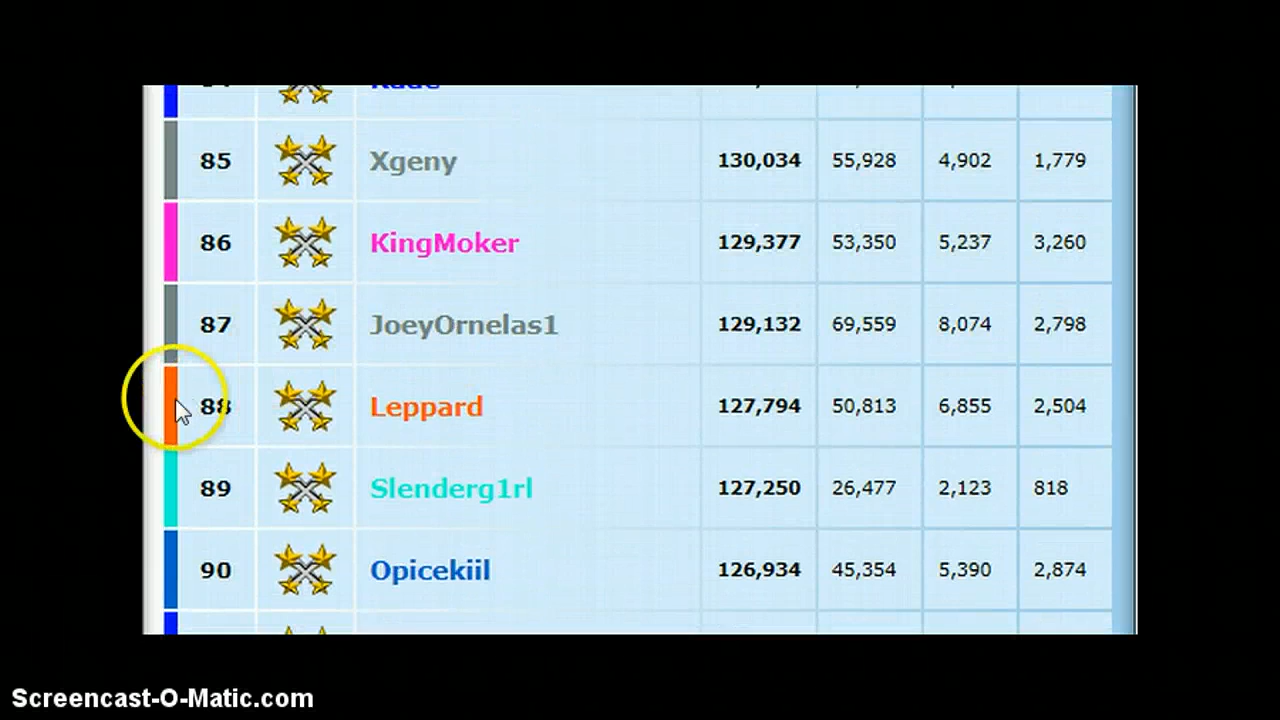 85 Xgeny 130,034 55,928 4,902 1,779
86 KingMoker 129,377 53,350 5,237 3,260
87 JoeyOrnelas1 129,132 69,559 8,074 2,798
88 Leppard 127,794 50,813 6,855 2,504
89 Slenderg1rl 127,250 26,477 2,123 818
90 Opicekiil 126,934 45,354 5,390 2,874
Screencast-O-Matic.com